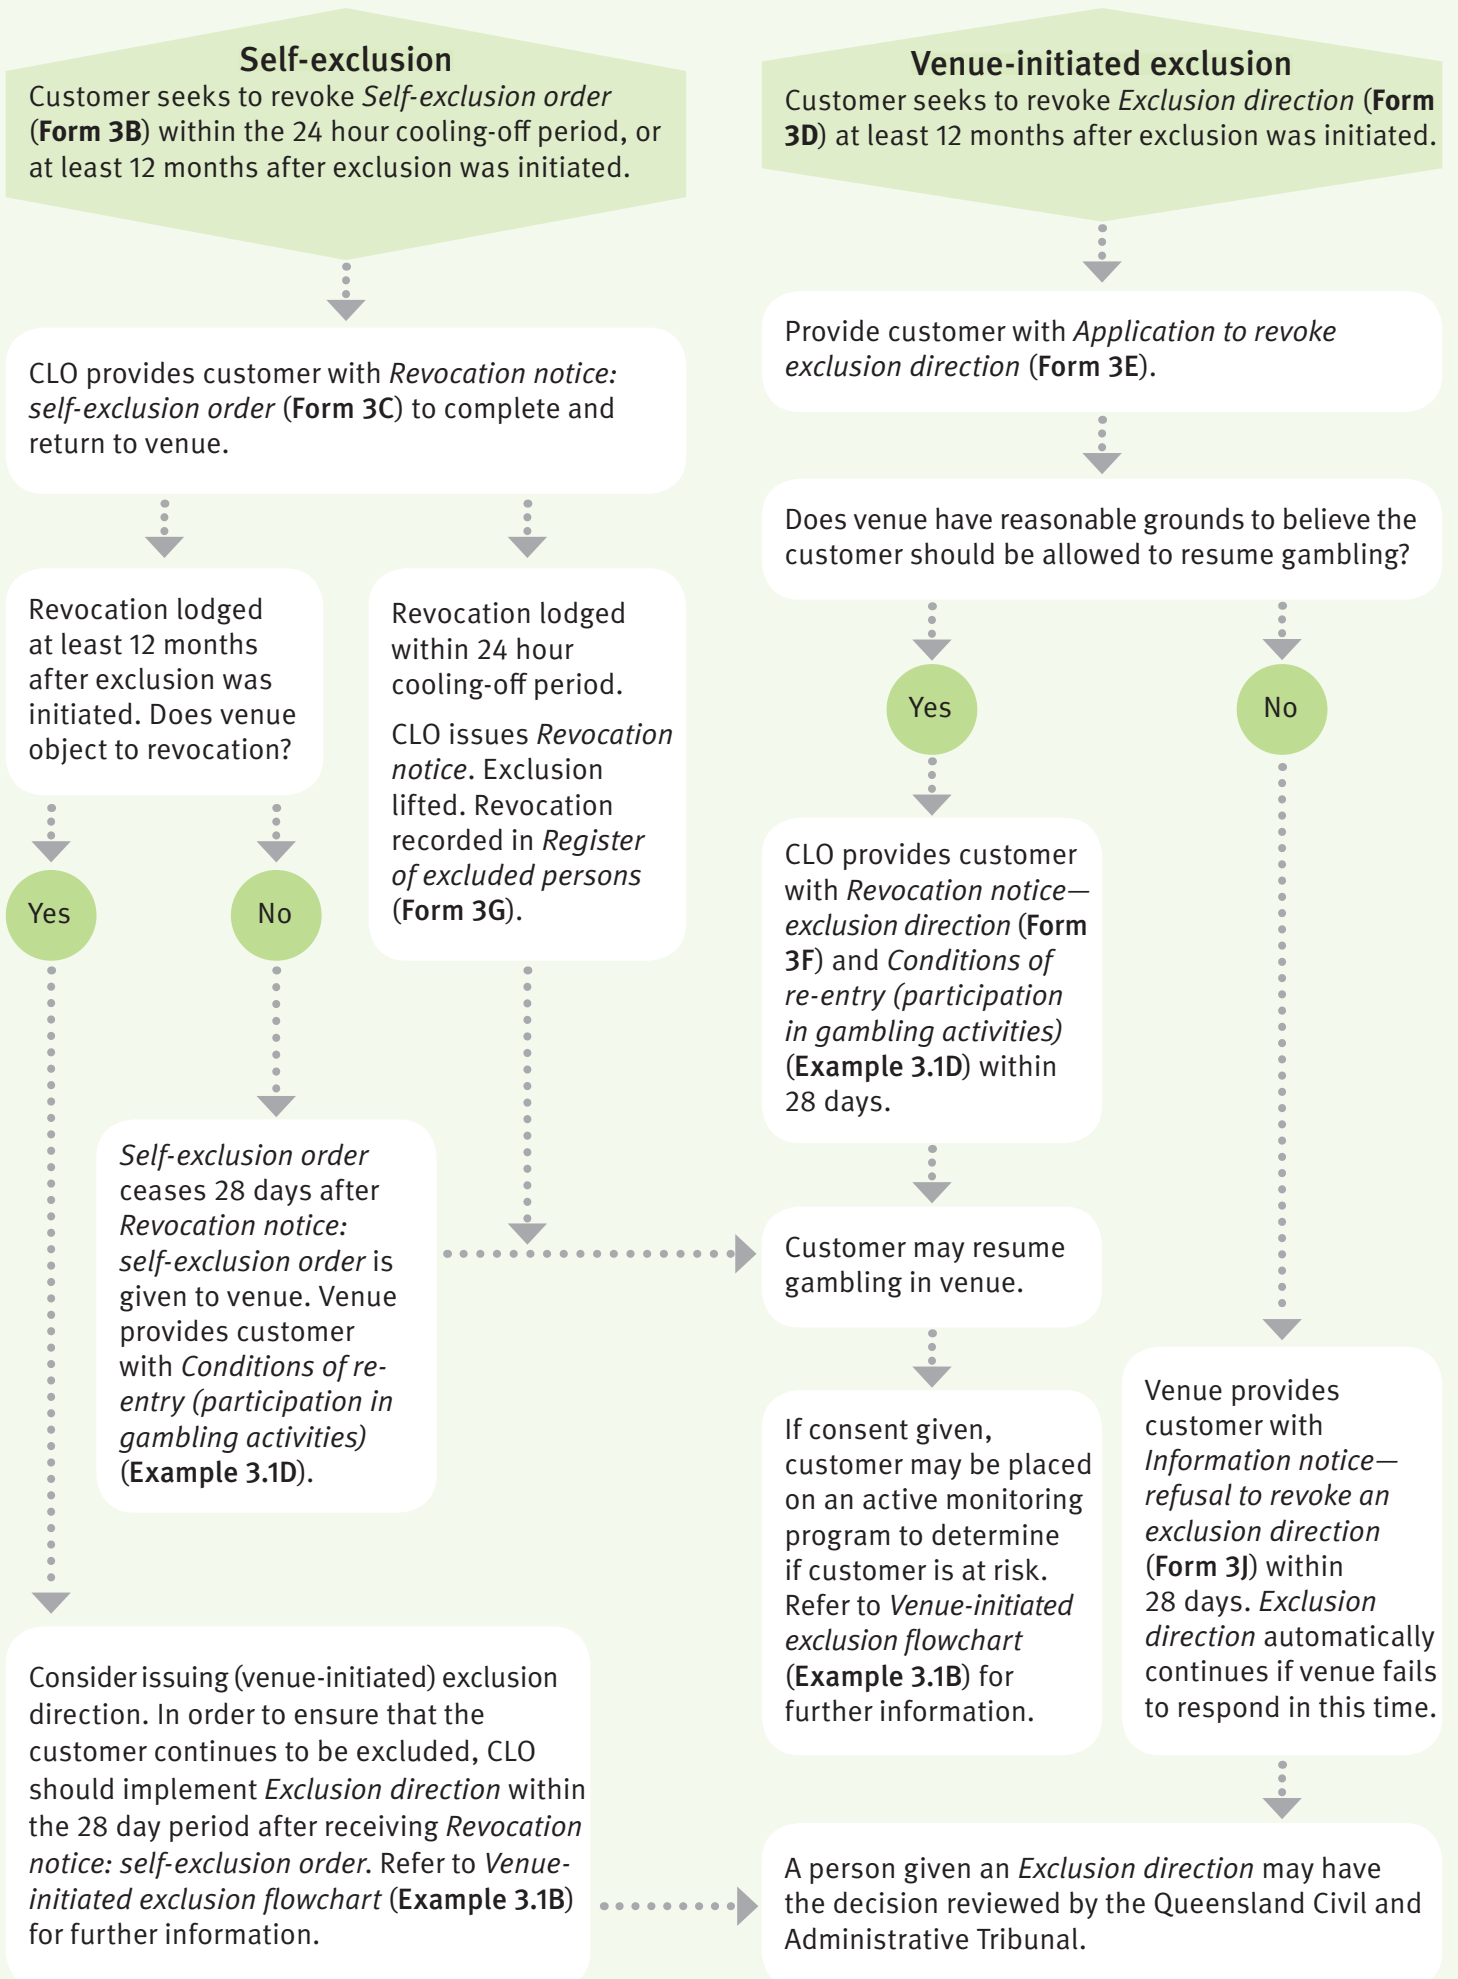 Self-exclusion
Customer seeks to revoke Self-exclusion order
(Form 3B) within the 24 hour cooling-off period, or
at least 12 months after exclusion was initiated.
CLO provides customer with Revocation notice:
self-exclusion order (Form 3C) to complete and
return to venue.
Revocation lodged
at least 12 months
after exclusion was
initiated. Does venue
object to revocation?
Yes
No
Revocation lodged
within 24 hour
cooling-off period.
CLO issues Revocation
notice. Exclusion
lifted. Revocation
recorded in Register
of excluded persons
(Form 3G).
Self-exclusion order
ceases 28 days after
Revocation notice:
self-exclusion order is
given to venue. Venue
provides customer
with Conditions of re-
entry (participation in
gambling activities)
(Example 3.1D).
Consider issuing (venue-initiated) exclusion
direction. In order to ensure that the
customer continues to be excluded, CLO
should implement Exclusion direction within
the 28 day period after receiving Revocation
notice: self-exclusion order. Refer to Venue-
initiated exclusion flowchart (Example 3.1B)
for further information.
Venue-initiated exclusion
Customer seeks to revoke Exclusion direction (Form
3D) at least 12 months after exclusion was initiated.
Provide customer with Application to revoke
exclusion direction (Form 3E).
Does venue have reasonable grounds to believe the
customer should be allowed to resume gambling?
Yes
No
CLO provides customer
with Revocation notice—
exclusion direction (Form
3F) and Conditions of
re-entry (participation
in gambling activities)
(Example 3.1D) within
28 days.
Customer may resume
gambling in venue.
If consent given,
customer may be placed
on an active monitoring
program to determine
if customer is at risk.
Refer to Venue-initiated
exclusion flowchart
(Example 3.1B) for
further information.
Venue provides
customer with
Information notice—
refusal to revoke an
exclusion direction
(Form 3J) within
28 days. Exclusion
direction automatically
continues if venue fails
to respond in this time.
A person given an Exclusion direction may have
the decision reviewed by the Queensland Civil and
Administrative Tribunal.